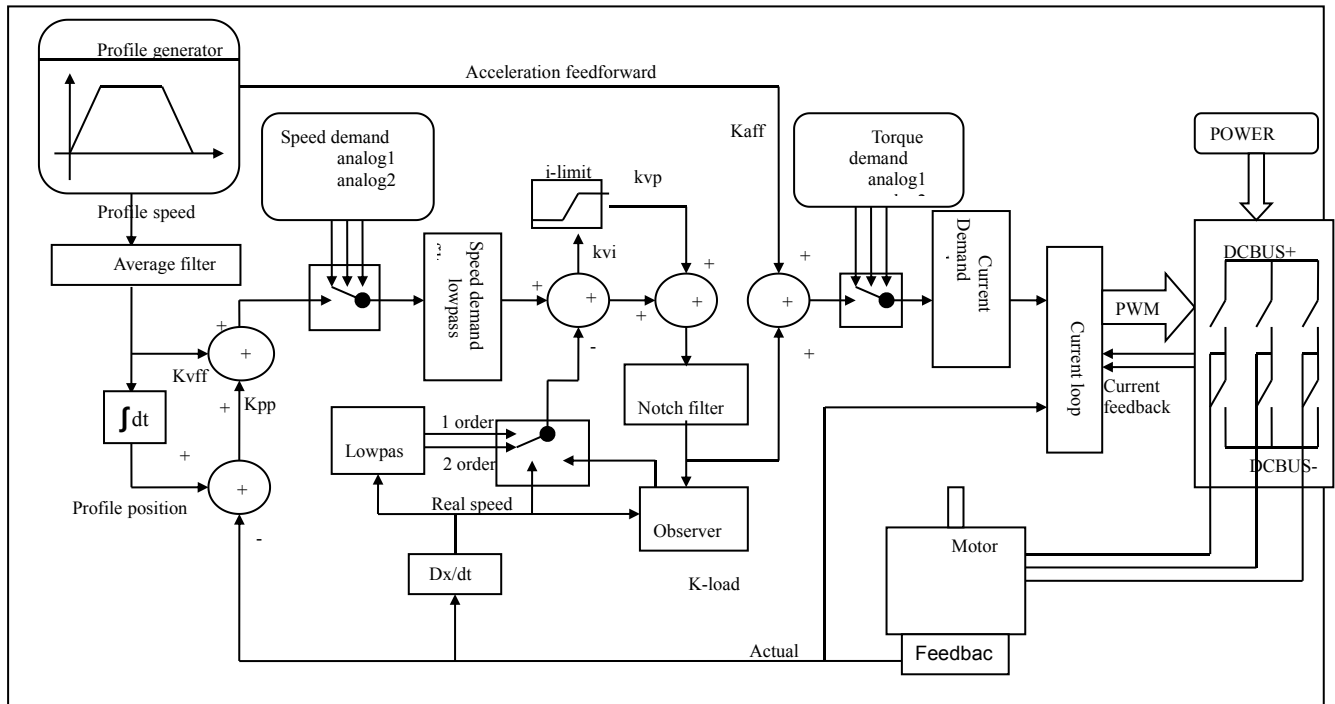 Profile generator
Acceleration feedforward
Kaff
Speed demand
analog1
analog2
Torque
demand
analog1
POWER
i-limit
kvp
Profile speed
Average filter
Speed demand
lowpass
kvi
+
+
+
+
+
+
+
+
-
Current
Demand
DCBUS+
PWM
Current loop
Current
feedback
+
+
Kvff
+
Kpp
∫dt
+
+
-
Profile position
1 order
Lowpas
2 order
Notch filter
Real speed
Observer
DCBUS-
Dx/dt
K-load
Motor
Actual
Feedbac